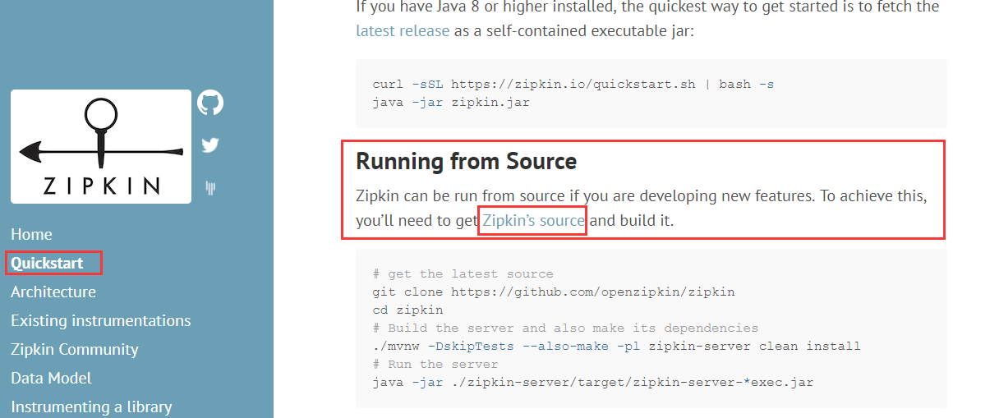 ZIPKIN
Home
Quickstart
Architecture
Existing instrumentations
Zipkin Community
Data Model
Instrumenting a library
If you have Java 8 or higher installed, the quickest way to get started is to fetch the
latest release as a self-contained executable jar:
curl -sSL https://zipkin.io/quickstart.sh | bash -s
java -jar zipkin.jar
Running from Source
Zipkin can be run from source if you are developing new features. To achieve this,
you’ll need to get Zipkin’s source and build it.
# get the latest source
git clone https://github.com/openzipkin/zipkin
cd zipkin
# Build the server and also make its dependencies
./mvnw -DskipTests --also-make -pl zipkin-server clean install
# Run the server
java -jar ./zipkin-server/target/zipkin-server-*exec.jar